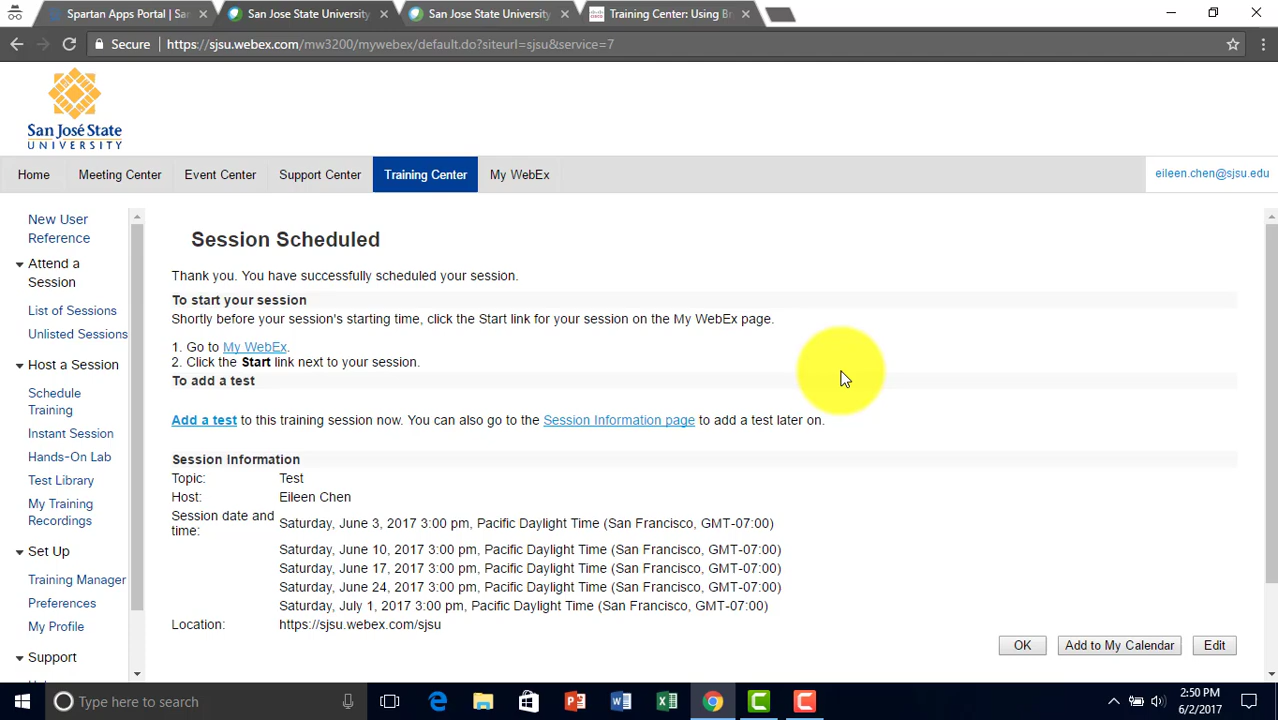 Spartan Apps Portal | Sa
San Jose State University
San Jose State University
Training Center: Using Br
Secure
https://sjsu.webex.com/mw3200/mywebex/default.do?siteurl=sjsu&service=7
San José State
UNIVERSITY
Home
Meeting Center
Event Center
Support Center
Training Center
My WebEx
eileen.chen@sjsu.edu
New User
Reference
Attend a
Session
List of Sessions
Unlisted Sessions
Host a Session
Schedule
Training
Instant Session
Hands-On Lab
Test Library
My Training
Recordings
Set Up
Training Manager
Preferences
My Profile
Support
Session Scheduled
Thank you. You have successfully scheduled your session.
To start your session
Shortly before your session's starting time, click the Start link for your session on the My WebEx page.
1. Go to My WebEx.
2. Click the Start link next to your session.
To add a test
Add a test to this training session now. You can also go to the Session Information page to add a test later on.
Session Information
Topic: Test
Host: Eileen Chen
Session date and
time:
Saturday, June 3, 2017 3:00 pm, Pacific Daylight Time (San Francisco, GMT-07:00)
Saturday, June 10, 2017 3:00 pm, Pacific Daylight Time (San Francisco, GMT-07:00)
Saturday, June 17, 2017 3:00 pm, Pacific Daylight Time (San Francisco, GMT-07:00)
Saturday, June 24, 2017 3:00 pm, Pacific Daylight Time (San Francisco, GMT-07:00)
Saturday, July 1, 2017 3:00 pm, Pacific Daylight Time (San Francisco, GMT-07:00)
Location: https://sjsu.webex.com/sjsu
OK
Add to My Calendar
Edit
Type here to search
2:50 PM
6/2/2017